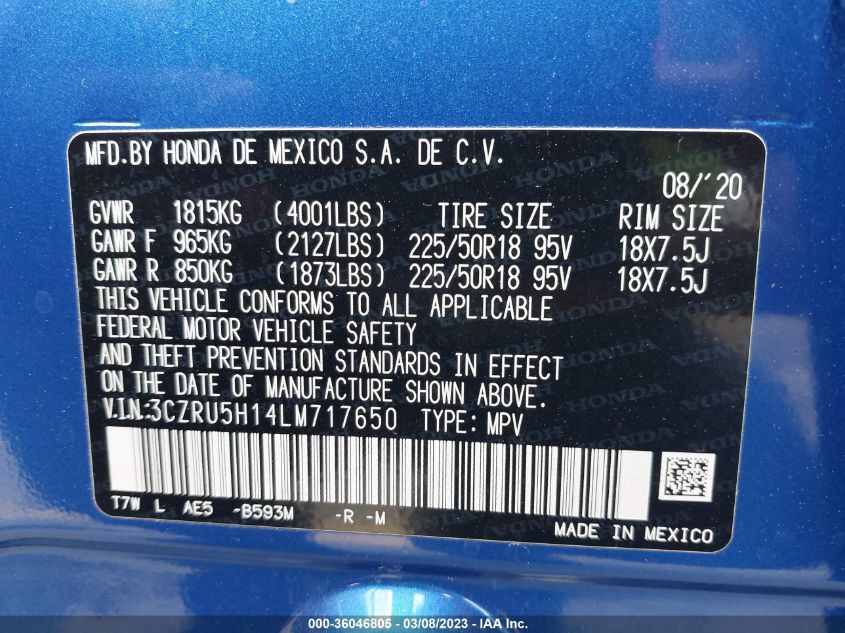 MFD.BY HONDA DE MEXICO S.A. DE C.V.
08/'20
GVWR 1815KG (4001LBS) TIRE SIZE RIM SIZE
GAWR F 965KG (2127LBS) 225/50R18 95V 18X7.5J
GAWR R 850KG (1873LBS) 225/50R18 95V 18X7.5J
THIS VEHICLE CONFORMS TO ALL APPLICABLE
FEDERAL MOTOR VEHICLE SAFETY
AND THEFT PREVENTION STANDARDS IN EFFECT
ON THE DATE OF MANUFACTURE SHOWN ABOVE.
V.I.N:3CZRU5H14LM717650 TYPE: MPV
T7W L AE5 -B593M -R -M
MADE IN MEXICO
000-36046805 - 03/08/2023 - IAA Inc.